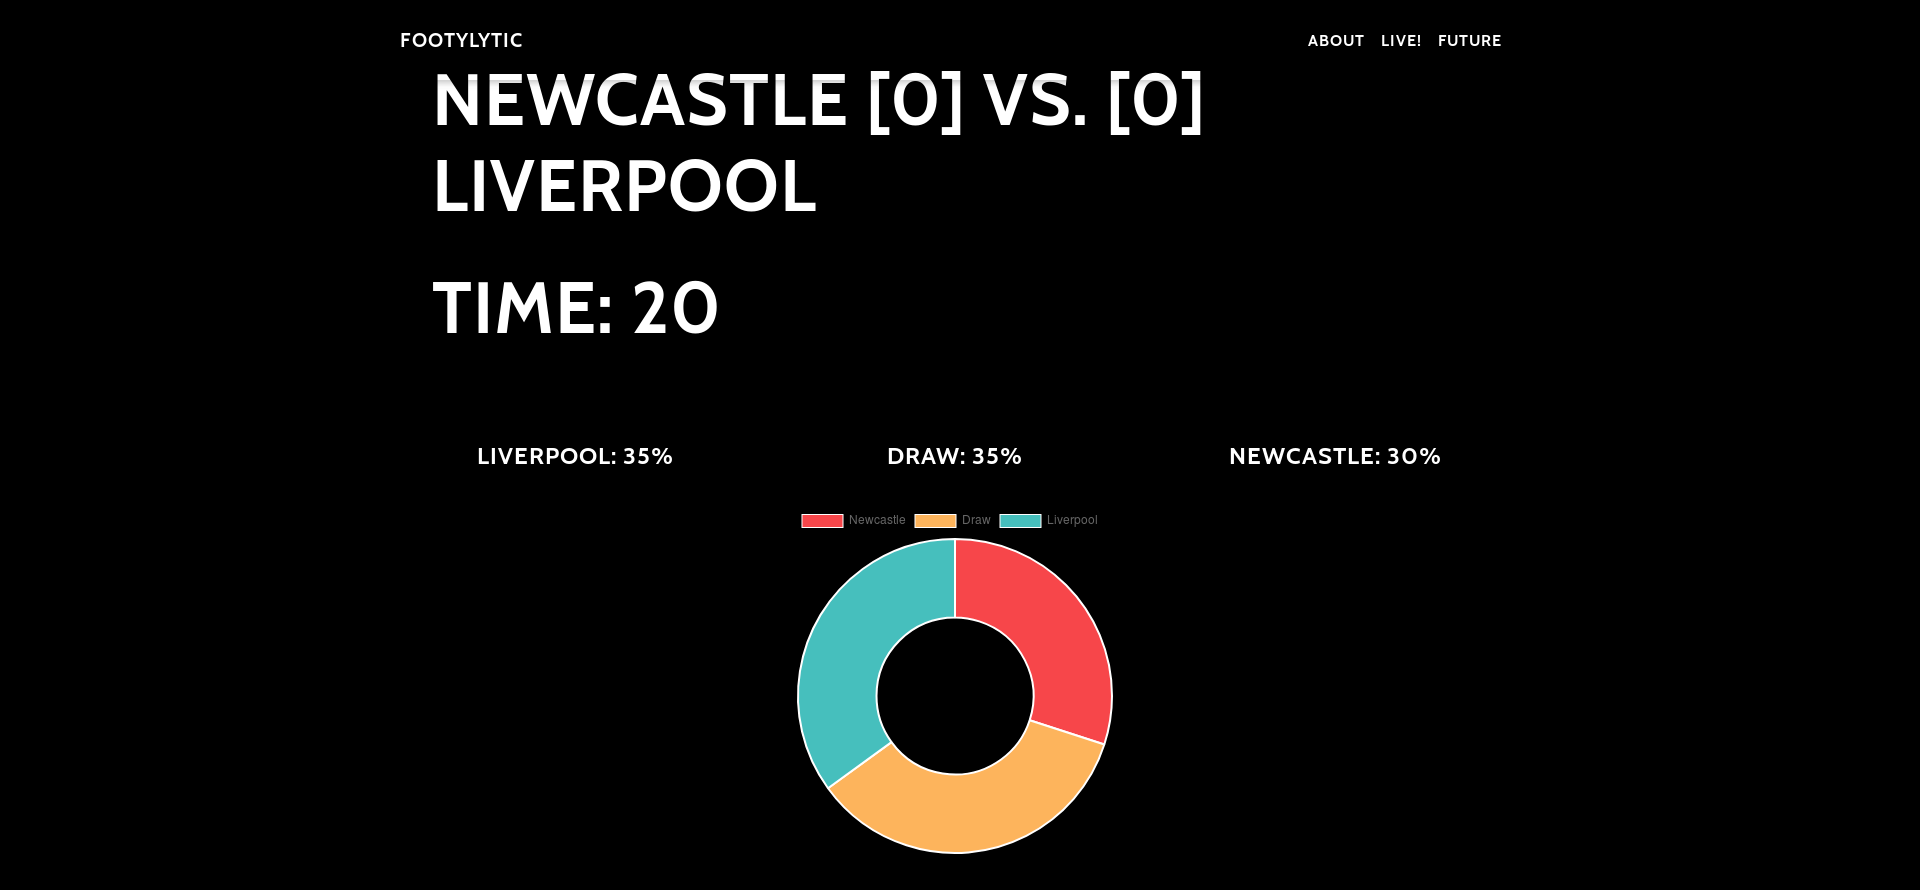 FOOTYLYTIC
ABOUT LIVE! FUTURE
NEWCASTLE [0] VS. [0]
LIVERPOOL
TIME: 20
LIVERPOOL: 35% DRAW: 35% NEWCASTLE: 30%
Newcastle Draw Liverpool